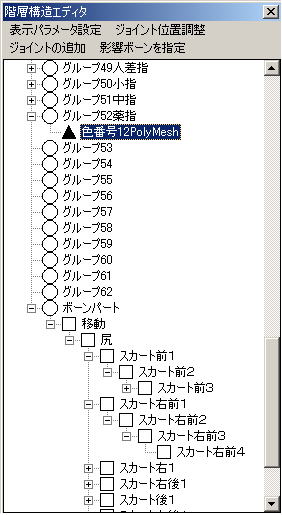 階層構造エディタ
表示パラメータ設定 ジョイント位置調整
ジョイントの追加 影響ボーンを指定
グループ49人差指
グループ50小指
グループ51中指
グループ52薬指
色番号12PolyMesh
グループ53
グループ54
グループ55
グループ56
グループ57
グループ58
グループ59
グループ60
グループ61
グループ62
ボーンパート
移動
尻
スカート前1
スカート前2
スカート前3
スカート右前1
スカート右前2
スカート右前3
スカート右前4
スカート右1
スカート右後1
スカート後1